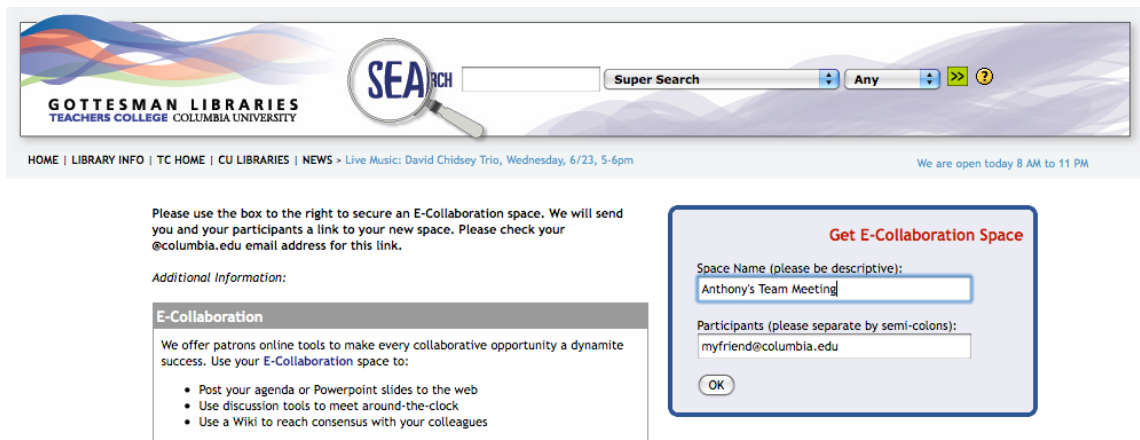 SEARCH
Super Search
Any
>>
?
GOTTESMAN LIBRARIES
TEACHERS COLLEGE COLUMBIA UNIVERSITY
HOME | LIBRARY INFO | TC HOME | CU LIBRARIES | NEWS > Live Music: David Chidsey Trio, Wednesday, 6/23, 5-6pm
We are open today 8 AM to 11 PM
Please use the box to the right to secure an E-Collaboration space. We will send
you and your participants a link to your new space. Please check your
@columbia.edu email address for this link.
Additional Information:
E-Collaboration
We offer patrons online tools to make every collaborative opportunity a dynamite
success. Use your E-Collaboration space to:
• Post your agenda or Powerpoint slides to the web
• Use discussion tools to meet around-the-clock
• Use a Wiki to reach consensus with your colleagues
Get E-Collaboration Space
Space Name (please be descriptive):
Anthony's Team Meeting
Participants (please separate by semi-colons):
myfriend@columbia.edu
OK